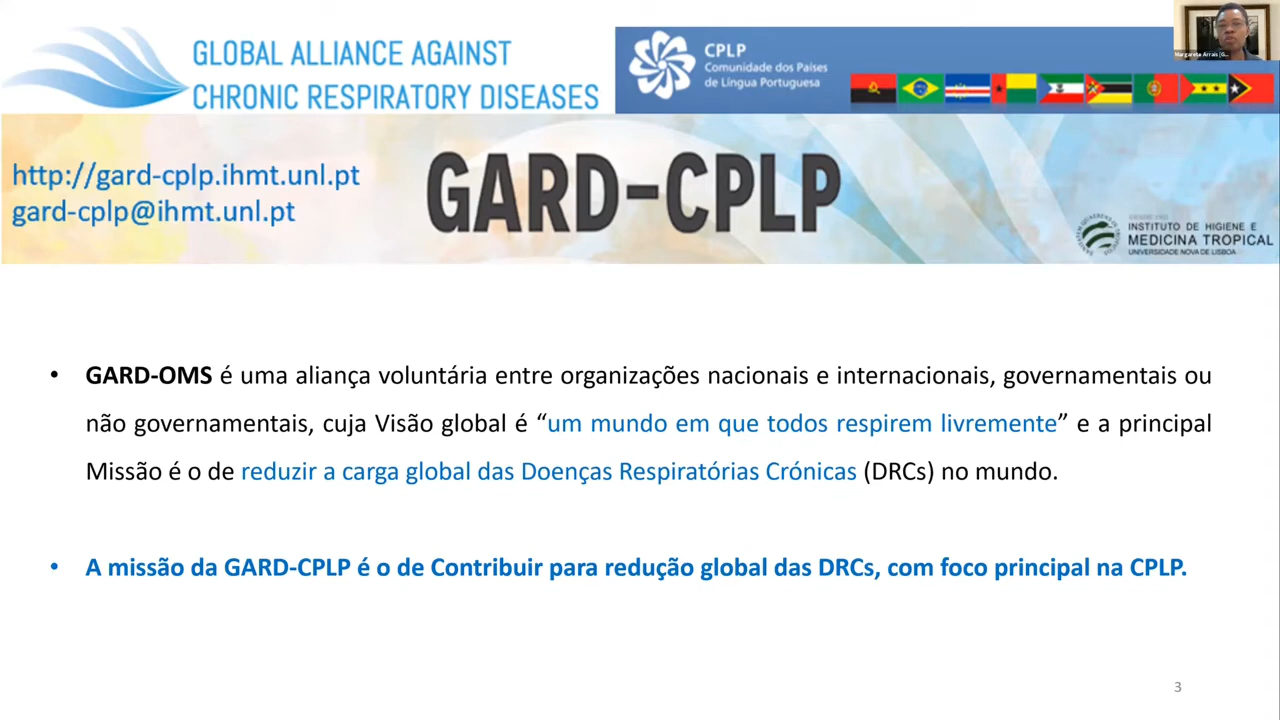 GLOBAL ALLIANCE AGAINST
CHRONIC RESPIRATORY DISEASES
CPLP
Comunidade dos Países
de Língua Portuguesa
Margarete Arrais (G...
http://gard-cplp.ihmt.unl.pt
gard-cplp@ihmt.unl.pt
GARD-CPLP
INSTITUTO DE HIGIENE E
MEDICINA TROPICAL
UNIVERSIDADE NOVA DE LISBOA
• GARD-OMS é uma aliança voluntária entre organizações nacionais e internacionais, governamentais ou
não governamentais, cuja Visão global é “um mundo em que todos respirem livremente” e a principal
Missão é o de reduzir a carga global das Doenças Respiratórias Crónicas (DRCs) no mundo.
• A missão da GARD-CPLP é o de Contribuir para redução global das DRCs, com foco principal na CPLP.
3